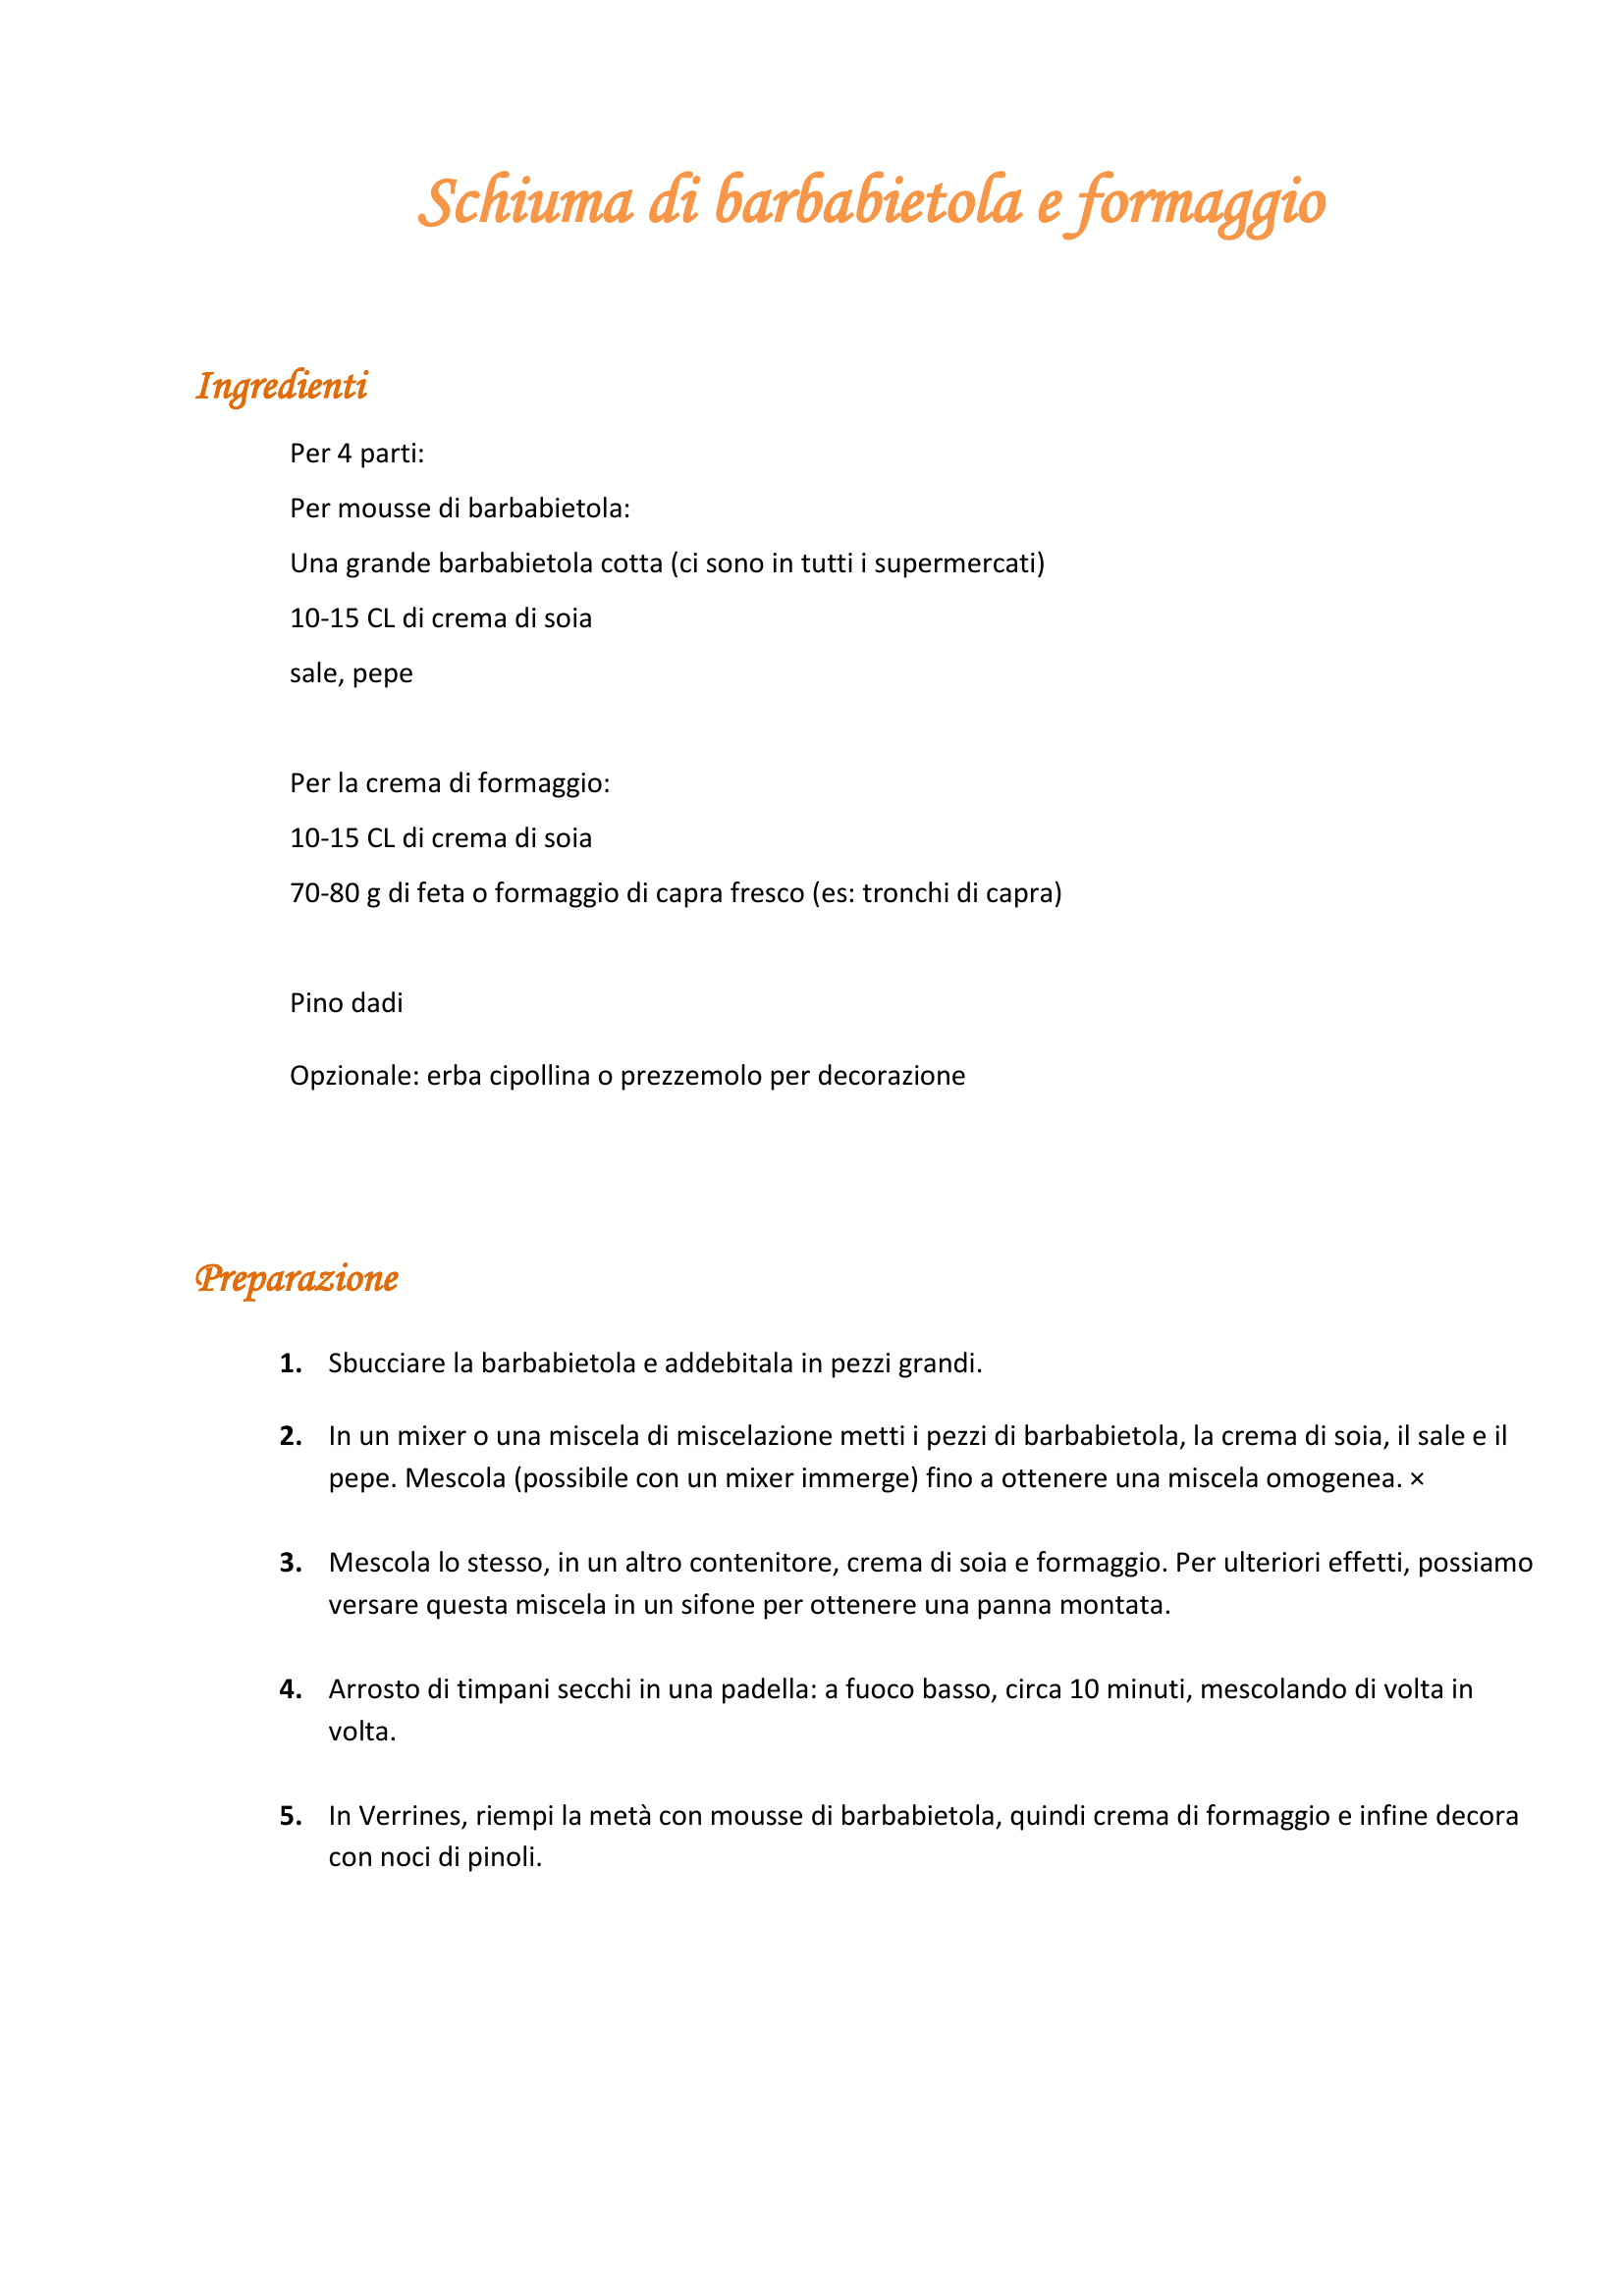 Schiuma di barbabietola e formaggio
Ingredienti
Per 4 parti:
Per mousse di barbabietola:
Una grande barbabietola cotta (ci sono in tutti i supermercati)
10-15 CL di crema di soia
sale, pepe
Per la crema di formaggio:
10-15 CL di crema di soia
70-80 g di feta o formaggio di capra fresco (es: tronchi di capra)
Pino dadi
Opzionale: erba cipollina o prezzemolo per decorazione
Preparazione
1. Sbucciare la barbabietola e addebitala in pezzi grandi.
2. In un mixer o una miscela di miscelazione metti i pezzi di barbabietola, la crema di soia, il sale e il
pepe. Mescola (possibile con un mixer immerge) fino a ottenere una miscela omogenea. ×
3. Mescola lo stesso, in un altro contenitore, crema di soia e formaggio. Per ulteriori effetti, possiamo
versare questa miscela in un sifone per ottenere una panna montata.
4. Arrosto di timpani secchi in una padella: a fuoco basso, circa 10 minuti, mescolando di volta in
volta.
5. In Verrines, riempi la metà con mousse di barbabietola, quindi crema di formaggio e infine decora
con noci di pinoli.